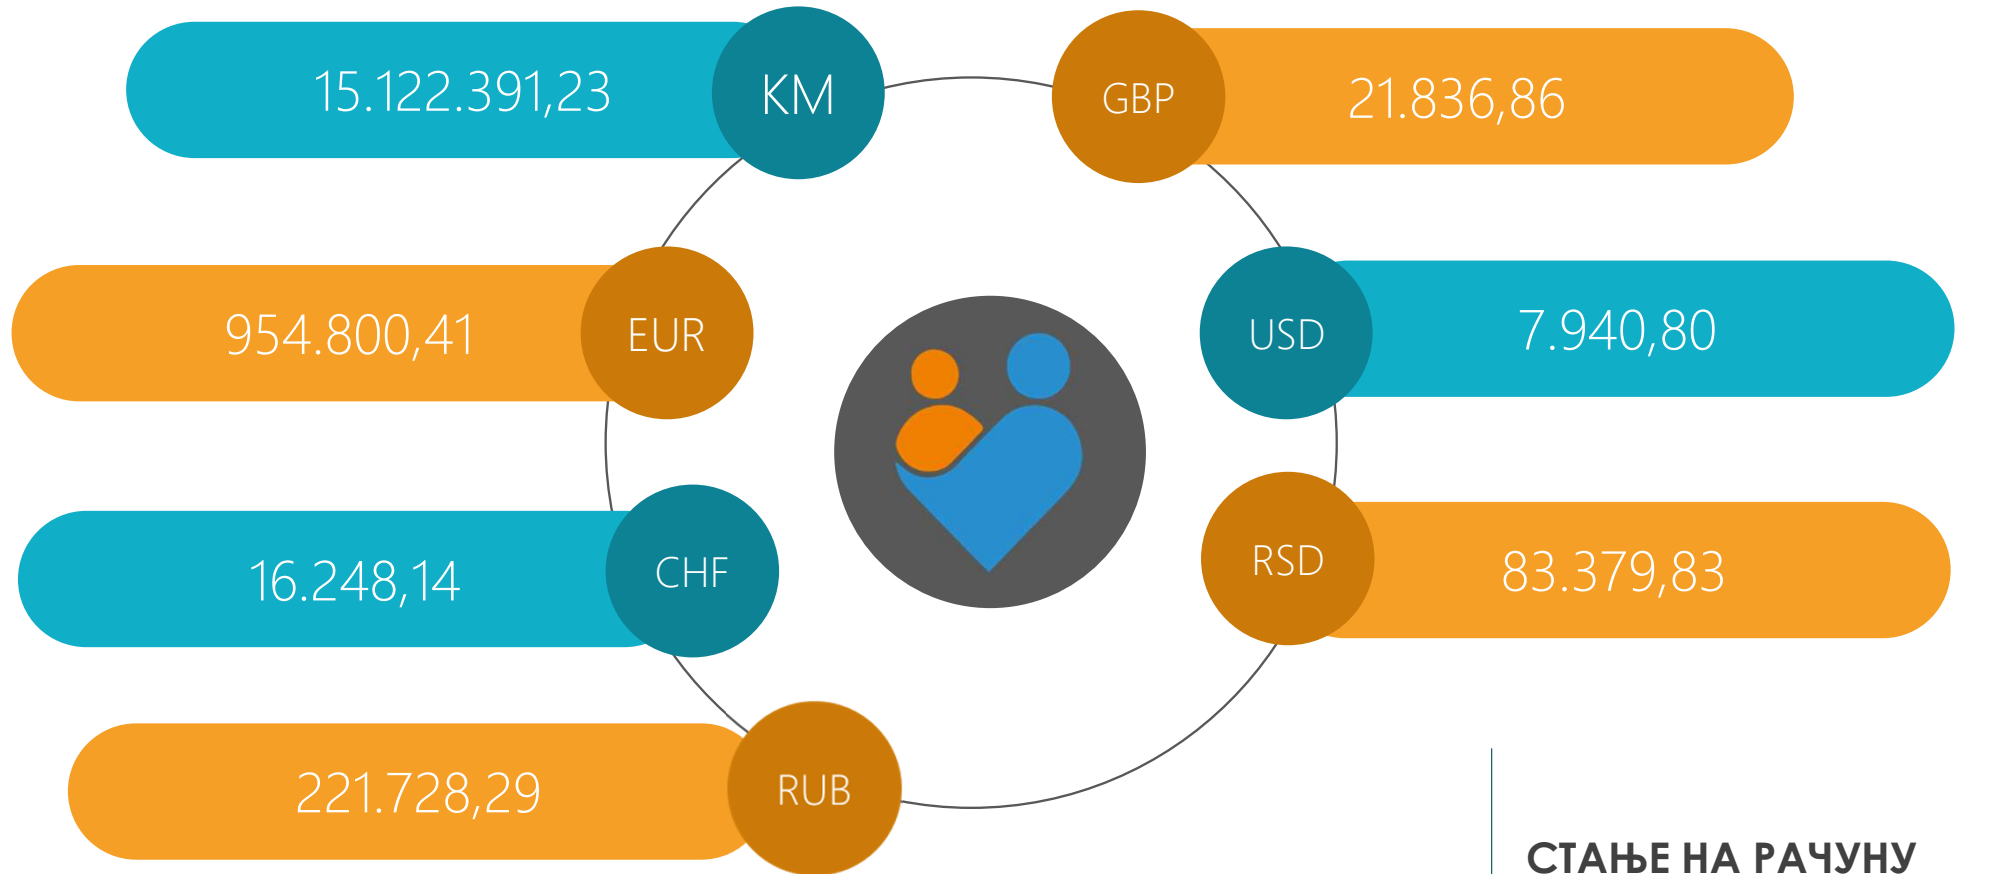 15.122.391,23
KM
GBP
21.836,86
954.800,41
EUR
USD
7.940,80
16.248,14
CHF
RSD
83.379,83
221.728,29
RUB
СТАЊЕ НА РАЧУНУ